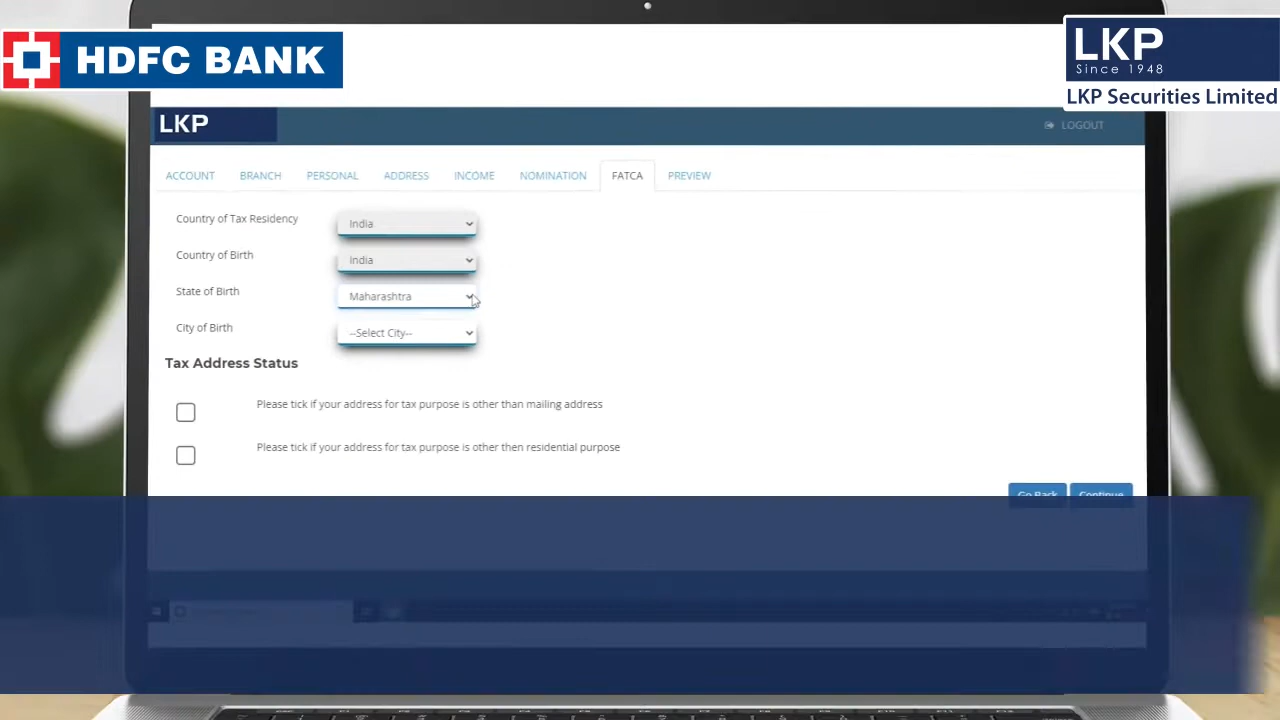 HDFC BANK
LKP
Since 1948
LKP Securities Limited
LKP
LOGOUT
ACCOUNT BRANCH PERSONAL ADDRESS INCOME NOMINATION FATCA PREVIEW
Country of Tax Residency India
Country of Birth India
State of Birth Maharashtra
City of Birth --Select City--
Tax Address Status
Please tick if your address for tax purpose is other than mailing address
Please tick if your address for tax purpose is other then residential purpose
Go Back Continue